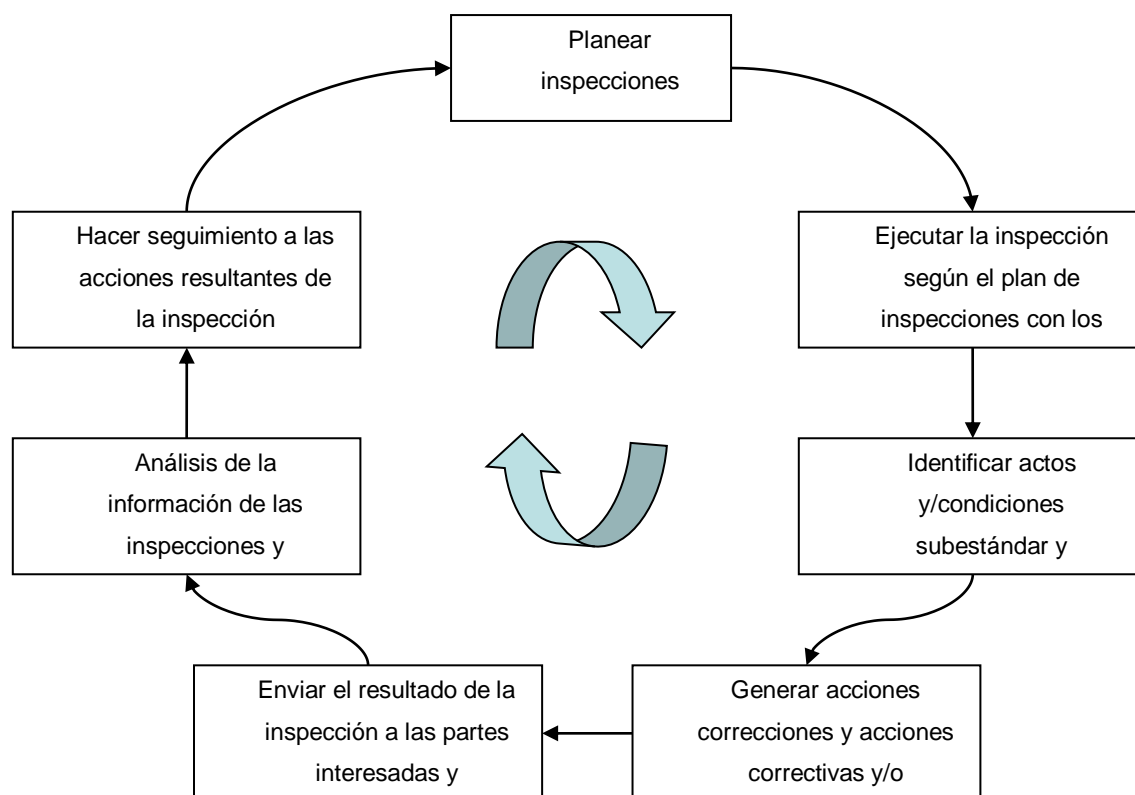 Planear
inspecciones
Ejecutar la inspección
según el plan de
inspecciones con los
Identificar actos
y/condiciones
subestándar y
Generar acciones
correcciones y acciones
correctivas y/o
Enviar el resultado de la
inspección a las partes
interesadas y
Análisis de la
información de las
inspecciones y
Hacer seguimiento a las
acciones resultantes de
la inspección